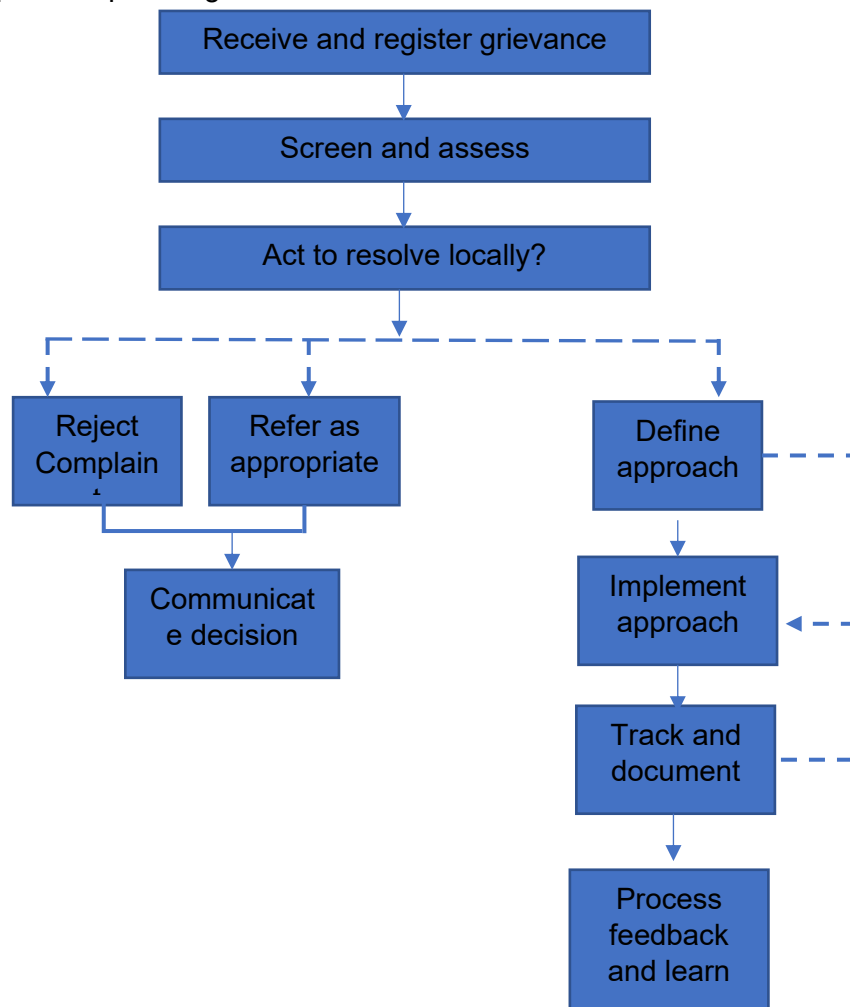 Receive and register grievance
Screen and assess
Act to resolve locally?
Reject
Complain
Refer as
appropriate
Define
approach
Communicat
e decision
Implement
approach
Track and
document
Process
feedback
and learn